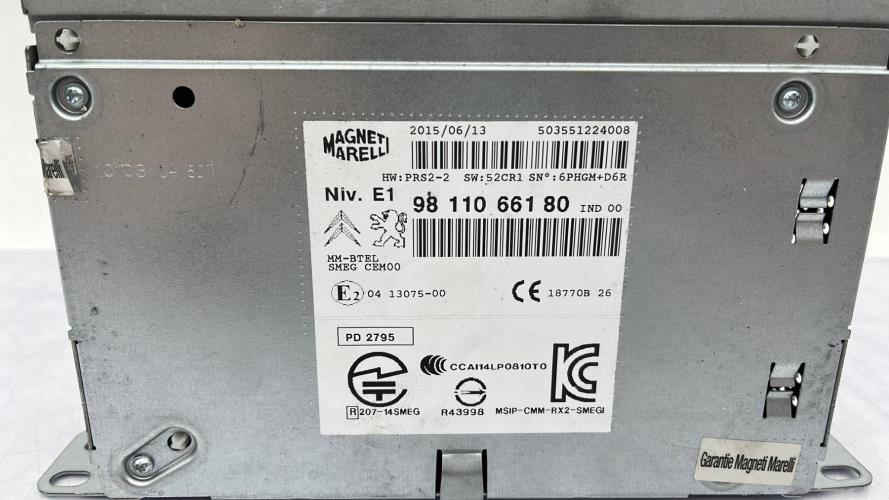 MAGNETI
MARELLI
2015/06/13 503551224008
HW:PRS2-2 SW:52CR1 SN°:6PHGM+D6R
Niv. E1 98 110 661 80 IND 00
MM-BTEL
SMEG CEM00
E2 04 13075-00 CE 18770B 26
PD 2795
CCAI14LP0810T0
R 207-14SMEG R43998 MSIP-CMM-RX2-SMEGI
Marelli
Garantie Magneti Marelli